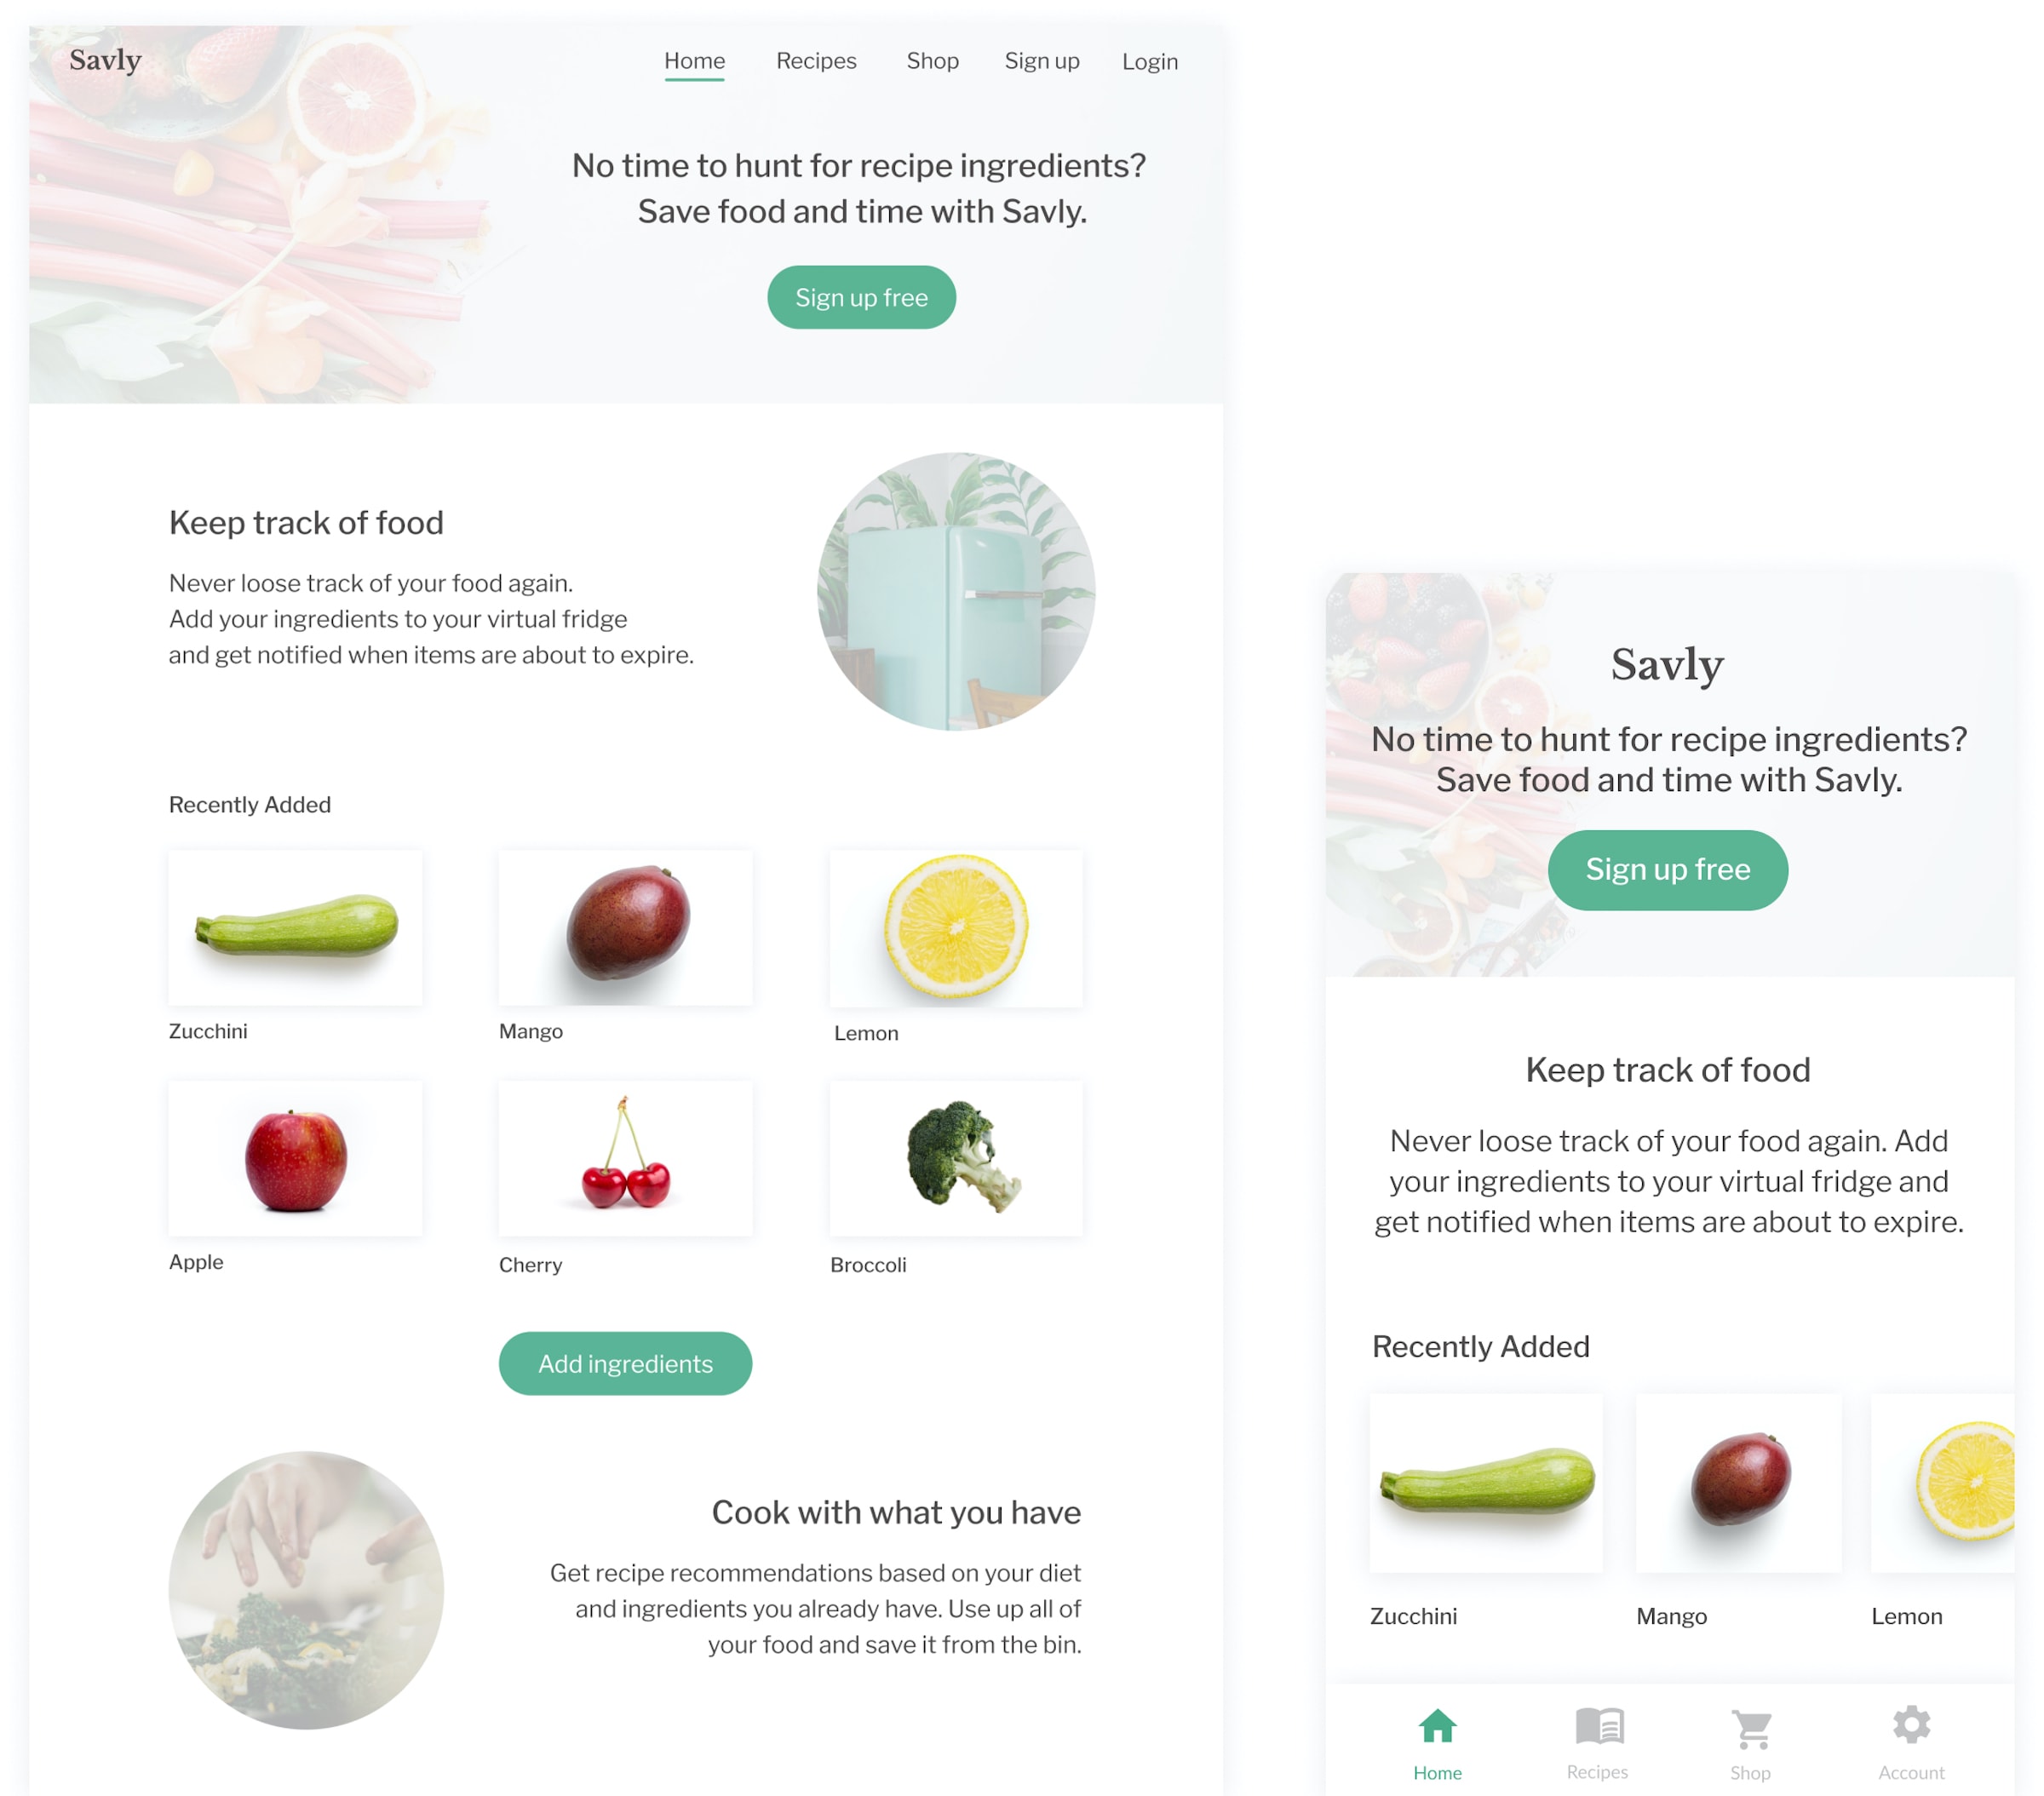 Savly
Home
Recipes
Shop
Sign up
Login
No time to hunt for recipe ingredients?
Save food and time with Savly.
Sign up free
Keep track of food
Never loose track of your food again.
Add your ingredients to your virtual fridge
and get notified when items are about to expire.
Recently Added
Zucchini
Mango
Lemon
Apple
Cherry
Broccoli
Add ingredients
Cook with what you have
Get recipe recommendations based on your diet
and ingredients you already have. Use up all of
your food and save it from the bin.
Savly
No time to hunt for recipe ingredients?
Save food and time with Savly.
Sign up free
Keep track of food
Never loose track of your food again. Add
your ingredients to your virtual fridge and
get notified when items are about to expire.
Recently Added
Zucchini
Mango
Lemon
Home
Recipes
Shop
Account